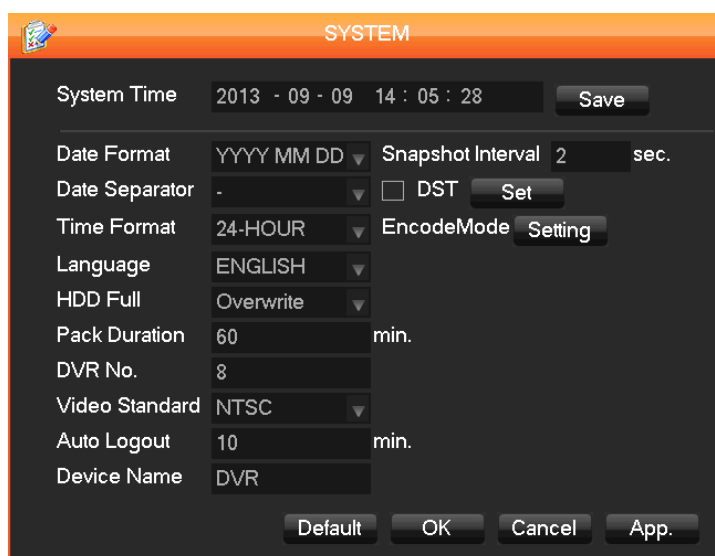 SYSTEM
System Time 2013 - 09 - 09 14 : 05 : 28 Save
Date Format YYYY MM DD Snapshot Interval 2 sec.
Date Separator - DST Set
Time Format 24-HOUR EncodeMode Setting
Language ENGLISH
HDD Full Overwrite
Pack Duration 60 min.
DVR No. 8
Video Standard NTSC
Auto Logout 10 min.
Device Name DVR
Default OK Cancel App.